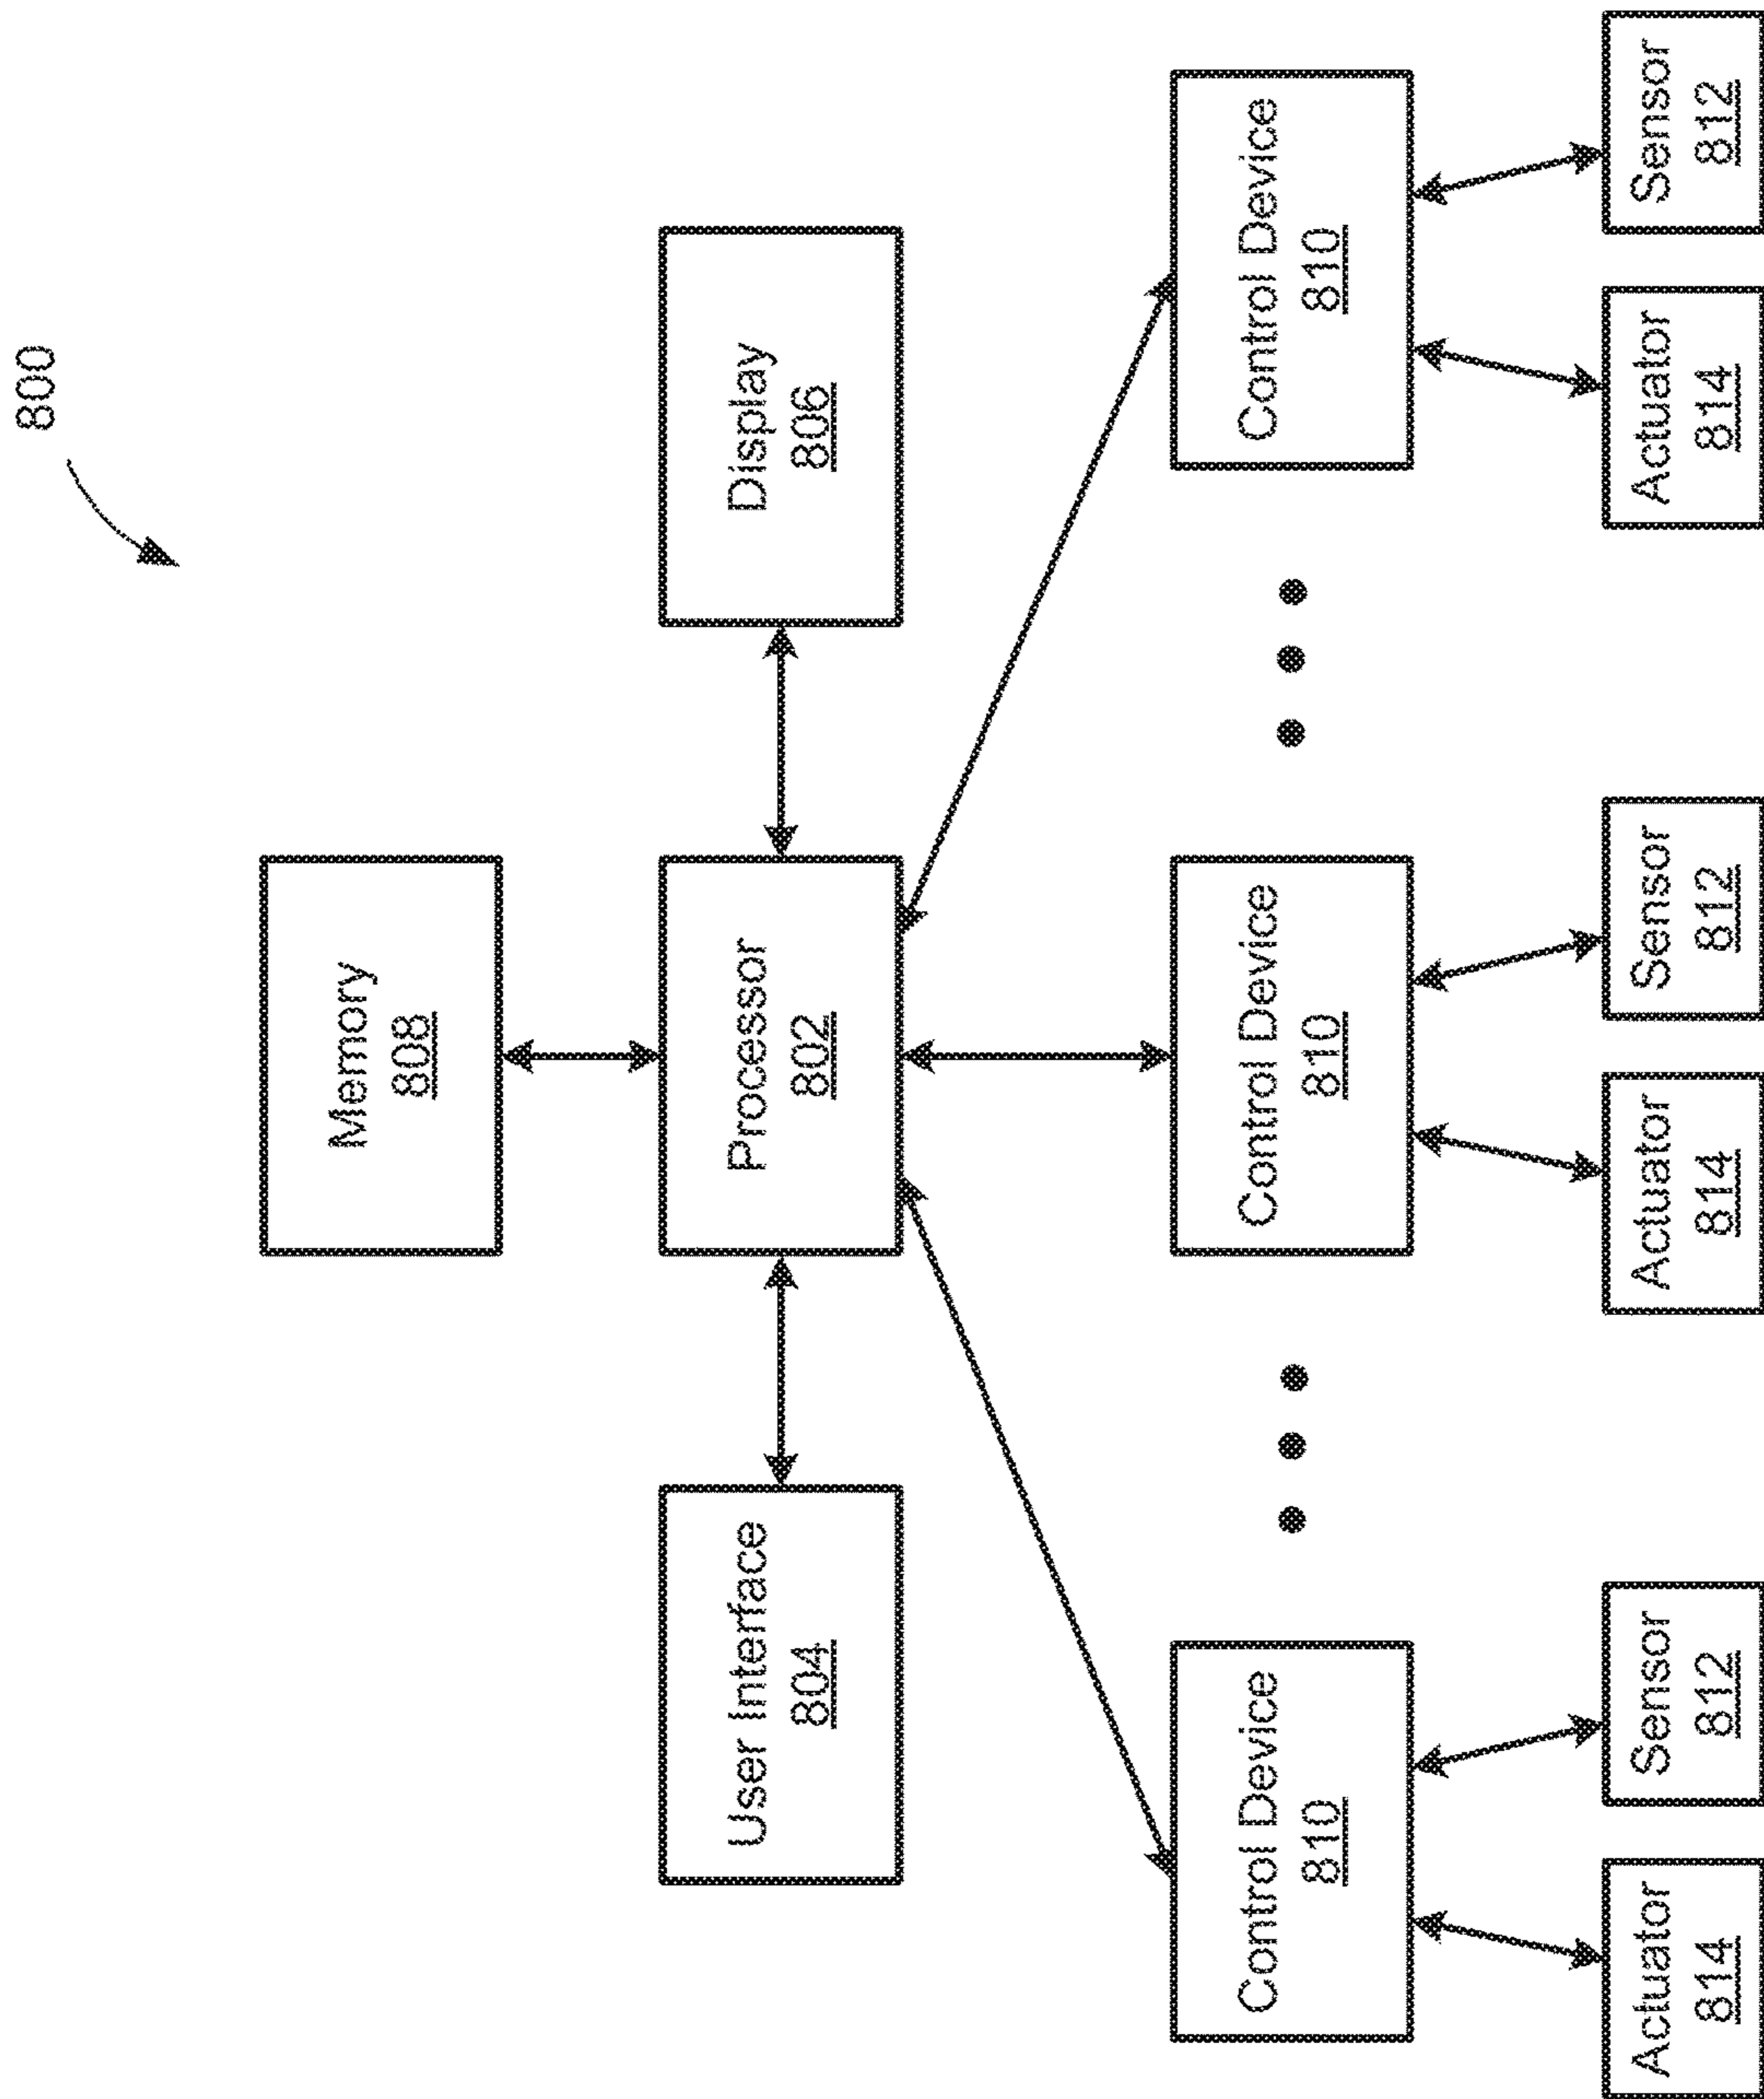 800
Memory
808
User Interface
804
Processor
802
Display
806
Control Device
810
Control Device
810
Control Device
810
Actuator
814
Sensor
812
Actuator
814
Sensor
812
Actuator
814
Sensor
812